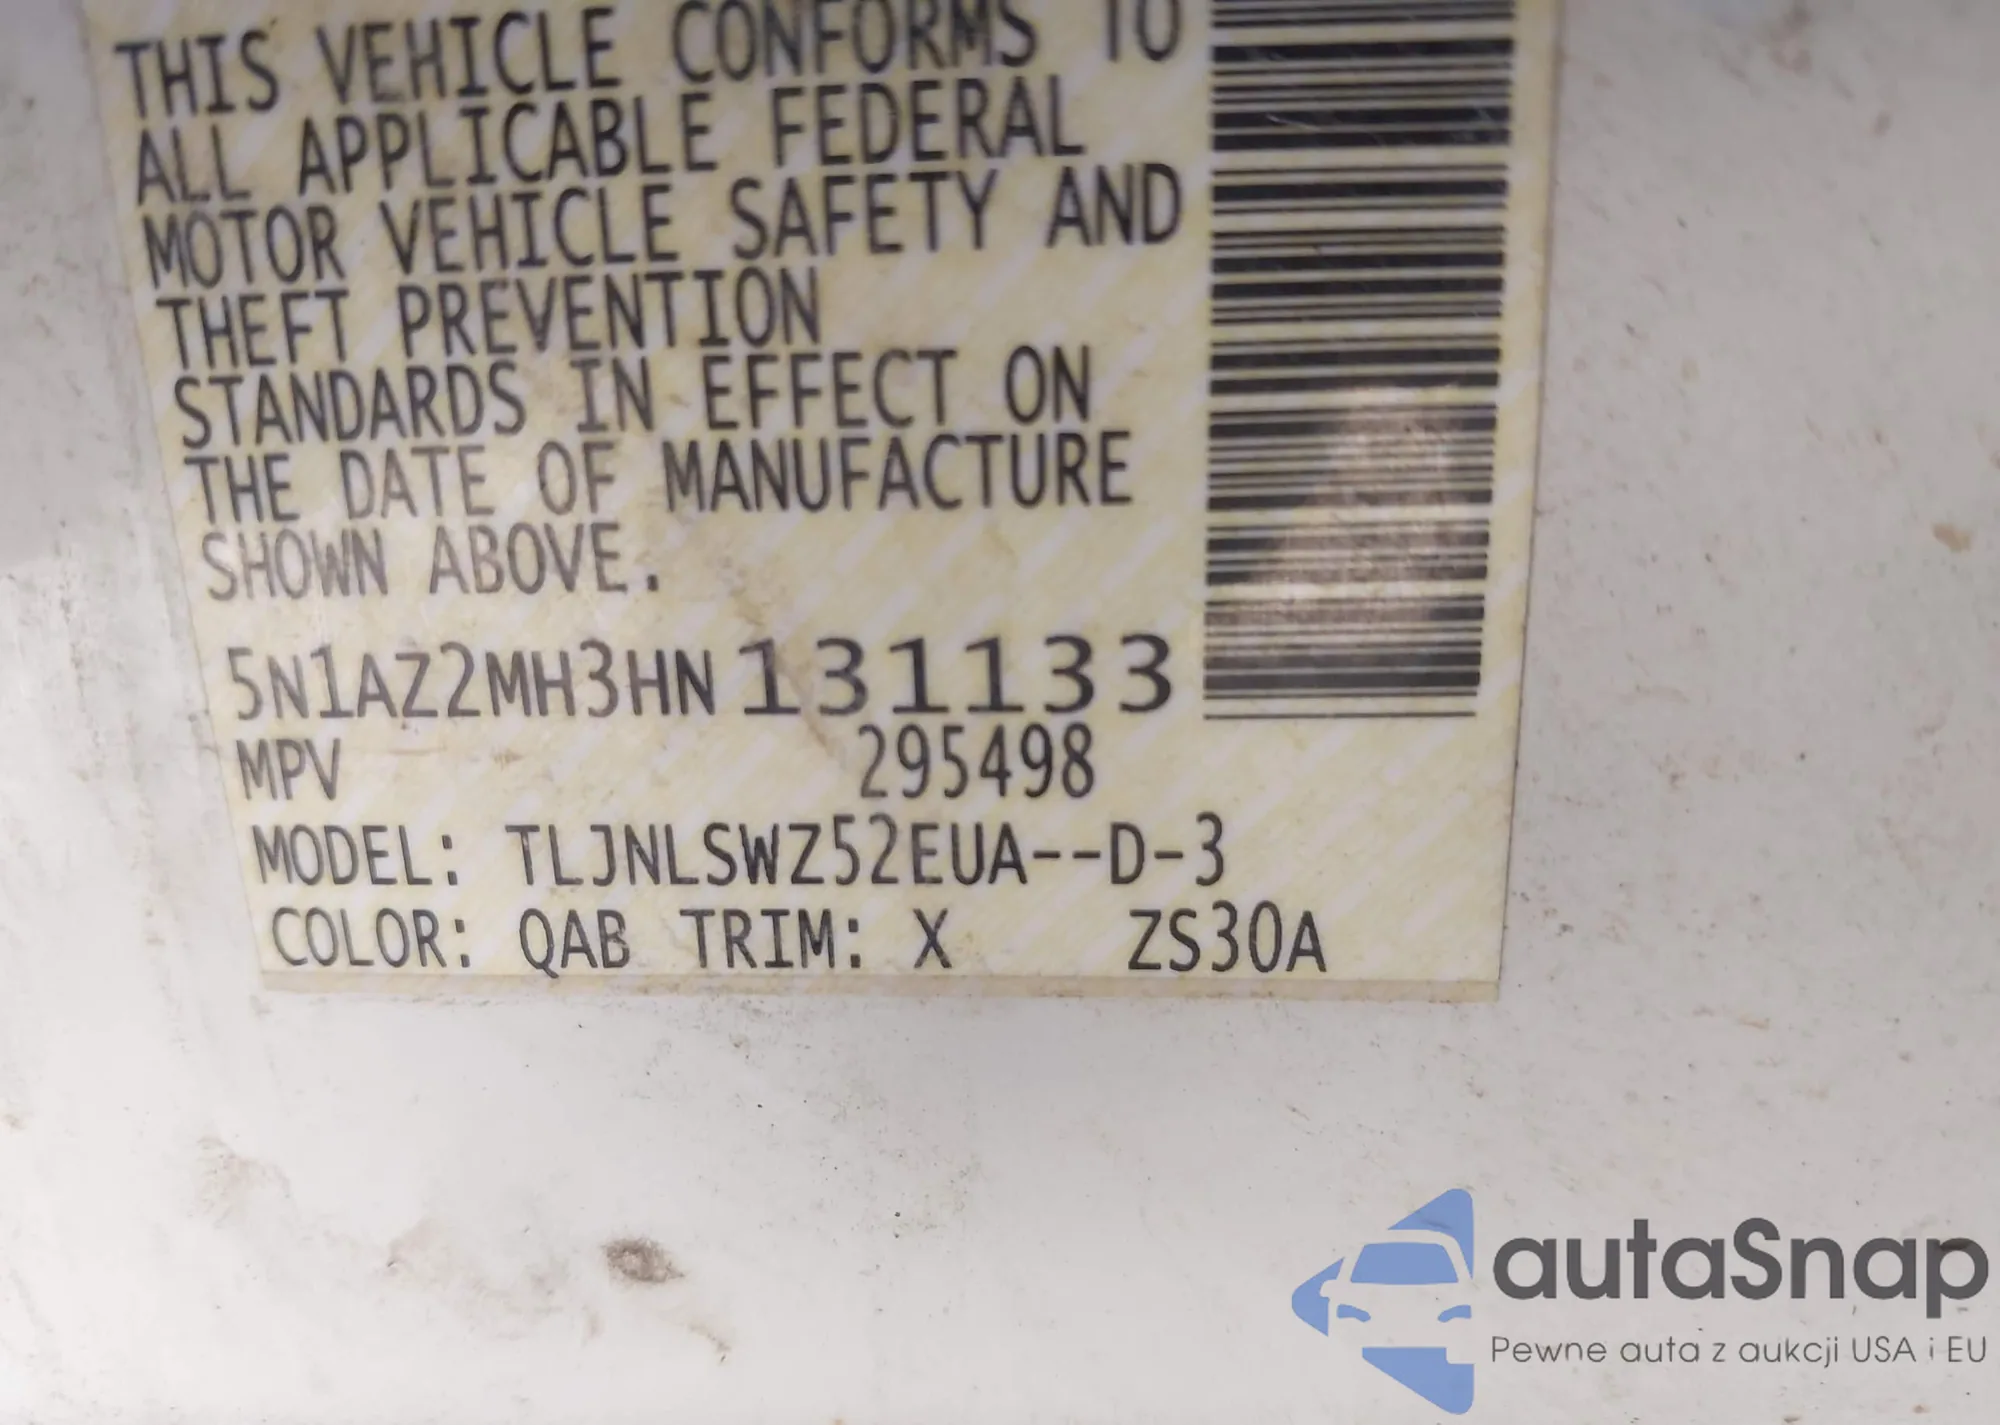 THIS VEHICLE CONFORMS TO
ALL APPLICABLE FEDERAL
MOTOR VEHICLE SAFETY AND
THEFT PREVENTION
STANDARDS IN EFFECT ON
THE DATE OF MANUFACTURE
SHOWN ABOVE.
5N1AZ2MH3HN131133
MPV 295498
MODEL: TLJNLSWZ52EUA--D-3
COLOR: QAB TRIM: X ZS30A
autaSnap
Pewne auta z aukcji USA i EU